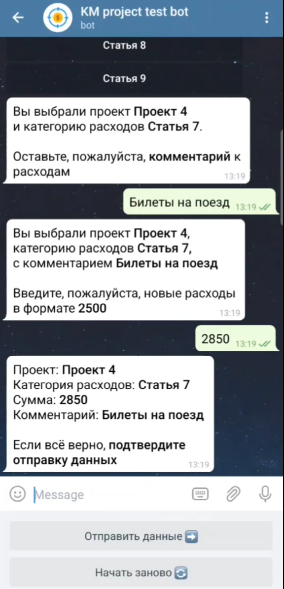 KM project test bot
bot
Статья 8
Статья 9
Вы выбрали проект Проект 4
и категорию расходов Статья 7.
Оставьте, пожалуйста, комментарий к
расходам
13:19
Билеты на поезд 13:19
Вы выбрали проект Проект 4,
категорию расходов Статья 7,
с комментарием Билеты на поезд
Введите, пожалуйста, новые расходы
в формате 2500
13:19
2850 13:19
Проект: Проект 4
Категория расходов: Статья 7
Сумма: 2850
Комментарий: Билеты на поезд
Если всё верно, подтвердите
отправку данных
13:19
Message
Отправить данные ➡️
Начать заново 🔄